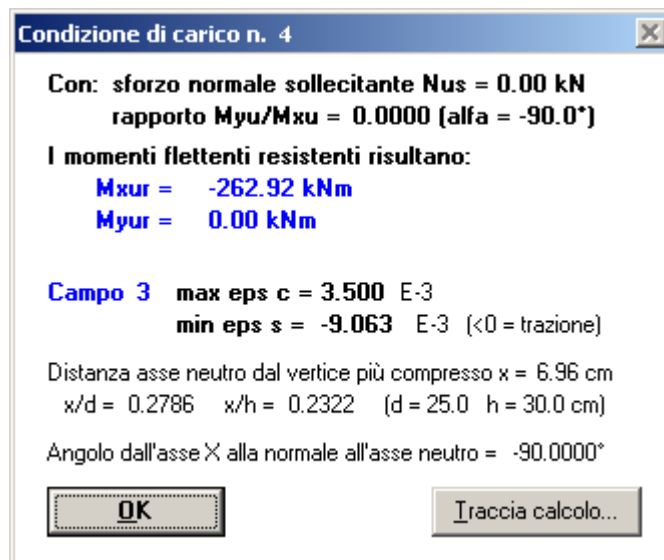 Condizione di carico n. 4
Con: sforzo normale sollecitante Nus = 0.00 kN
rapporto Myu/Mxu = 0.0000 (alfa = -90.0°)
I momenti flettenti resistenti risultano:
Mxur = -262.92 kNm
Myur = 0.00 kNm
Campo 3 max eps c = 3.500 E-3
min eps s = -9.063 E-3 (<0 = trazione)
Distanza asse neutro dal vertice più compresso x = 6.96 cm
x/d = 0.2786 x/h = 0.2322 (d = 25.0 h = 30.0 cm)
Angolo dall'asse X alla normale all'asse neutro = -90.0000°
OK Traccia calcolo...